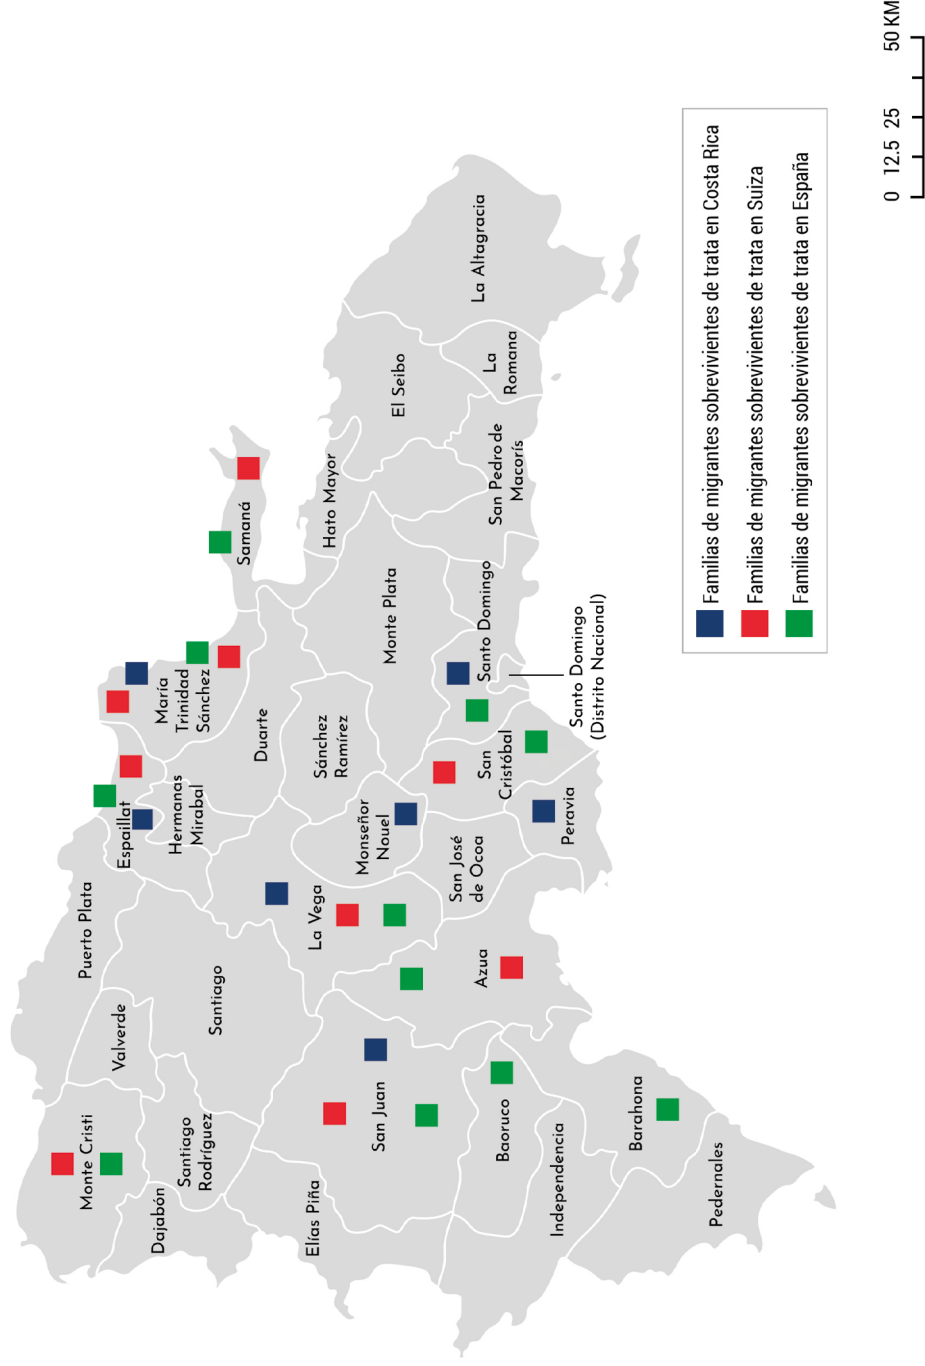 Puerto Plata
Espaillat
María
Trinidad
Sánchez
Samaná
Monte Cristi
Valverde
Hermanas
Mirabal
Dajabón
Santiago
Rodríguez
Santiago
Duarte
La Vega
Sánchez
Ramírez
Hato Mayor
Elías Piña
San Juan
Monseñor
Nouel
Monte Plata
El Seibo
La Altagracia
Azua
San José
de Ocoa
San
Cristóbal
Santo Domingo
San Pedro de
Macorís
La
Romana
Baoruco
Independencia
Peravia
Santo Domingo
(Distrito Nacional)
Barahona
Pedernales
Familias de migrantes sobrevivientes de trata en Costa Rica
Familias de migrantes sobrevivientes de trata en Suiza
Familias de migrantes sobrevivientes de trata en España
0 12.5 25 50 KM